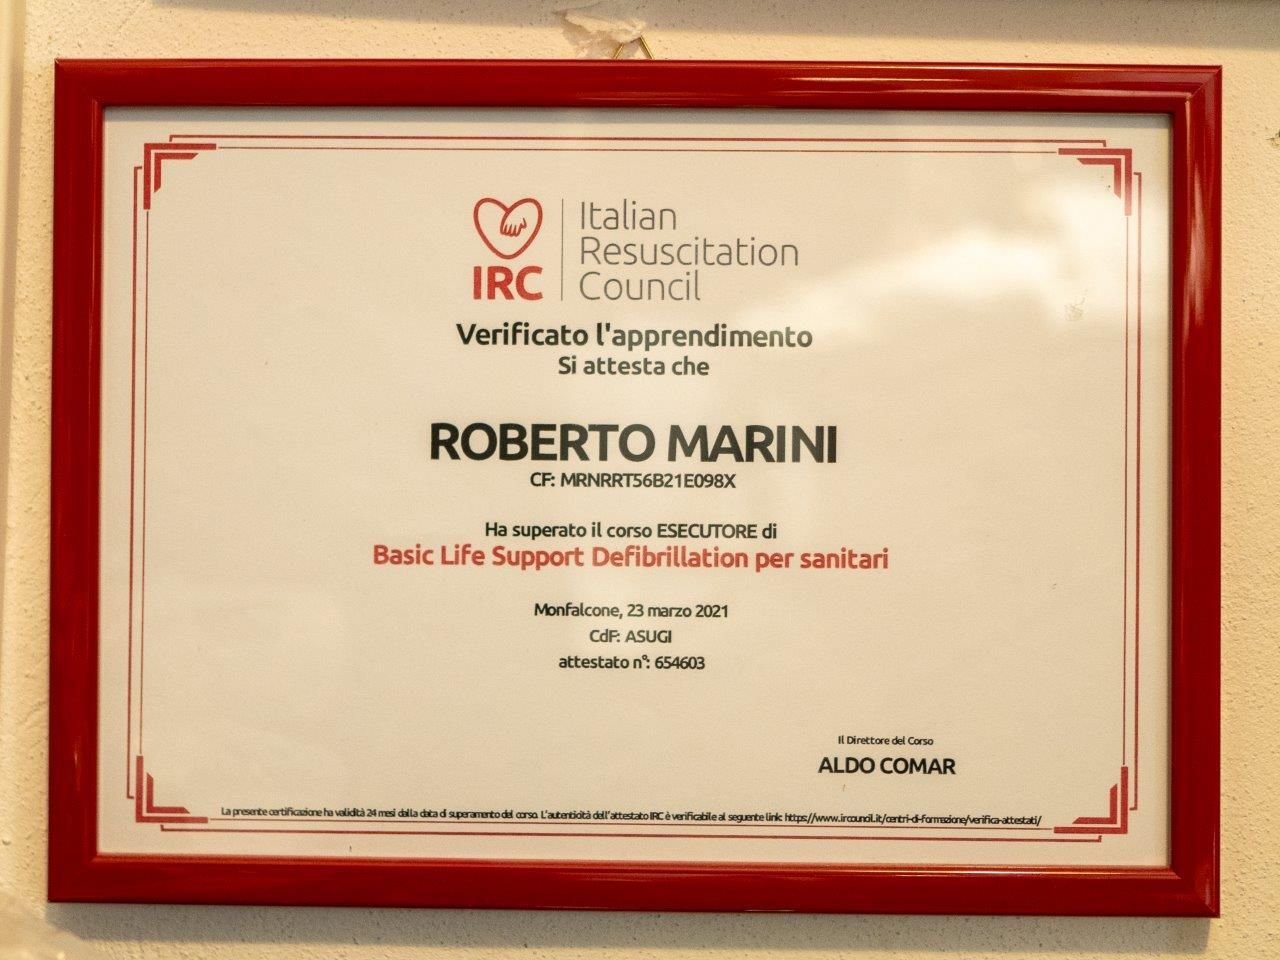 Italian
Resuscitation
Council
IRC
Verificato l'apprendimento
Si attesta che
ROBERTO MARINI
CF: MRNRRT56B21E098X
Ha superato il corso ESECUTORE di
Basic Life Support Defibrillation per sanitari
Monfalcone, 23 marzo 2021
CdF: ASUGI
attestato n°: 654603
Il Direttore del Corso
ALDO COMAR
La presente certificazione ha validità 24 mesi dalla data di superamento del corso. L'autenticità dell'attestato IRC è verificabile al seguente link: https://www.ircouncil.it/centri-di-formazione/verifica-attestati/